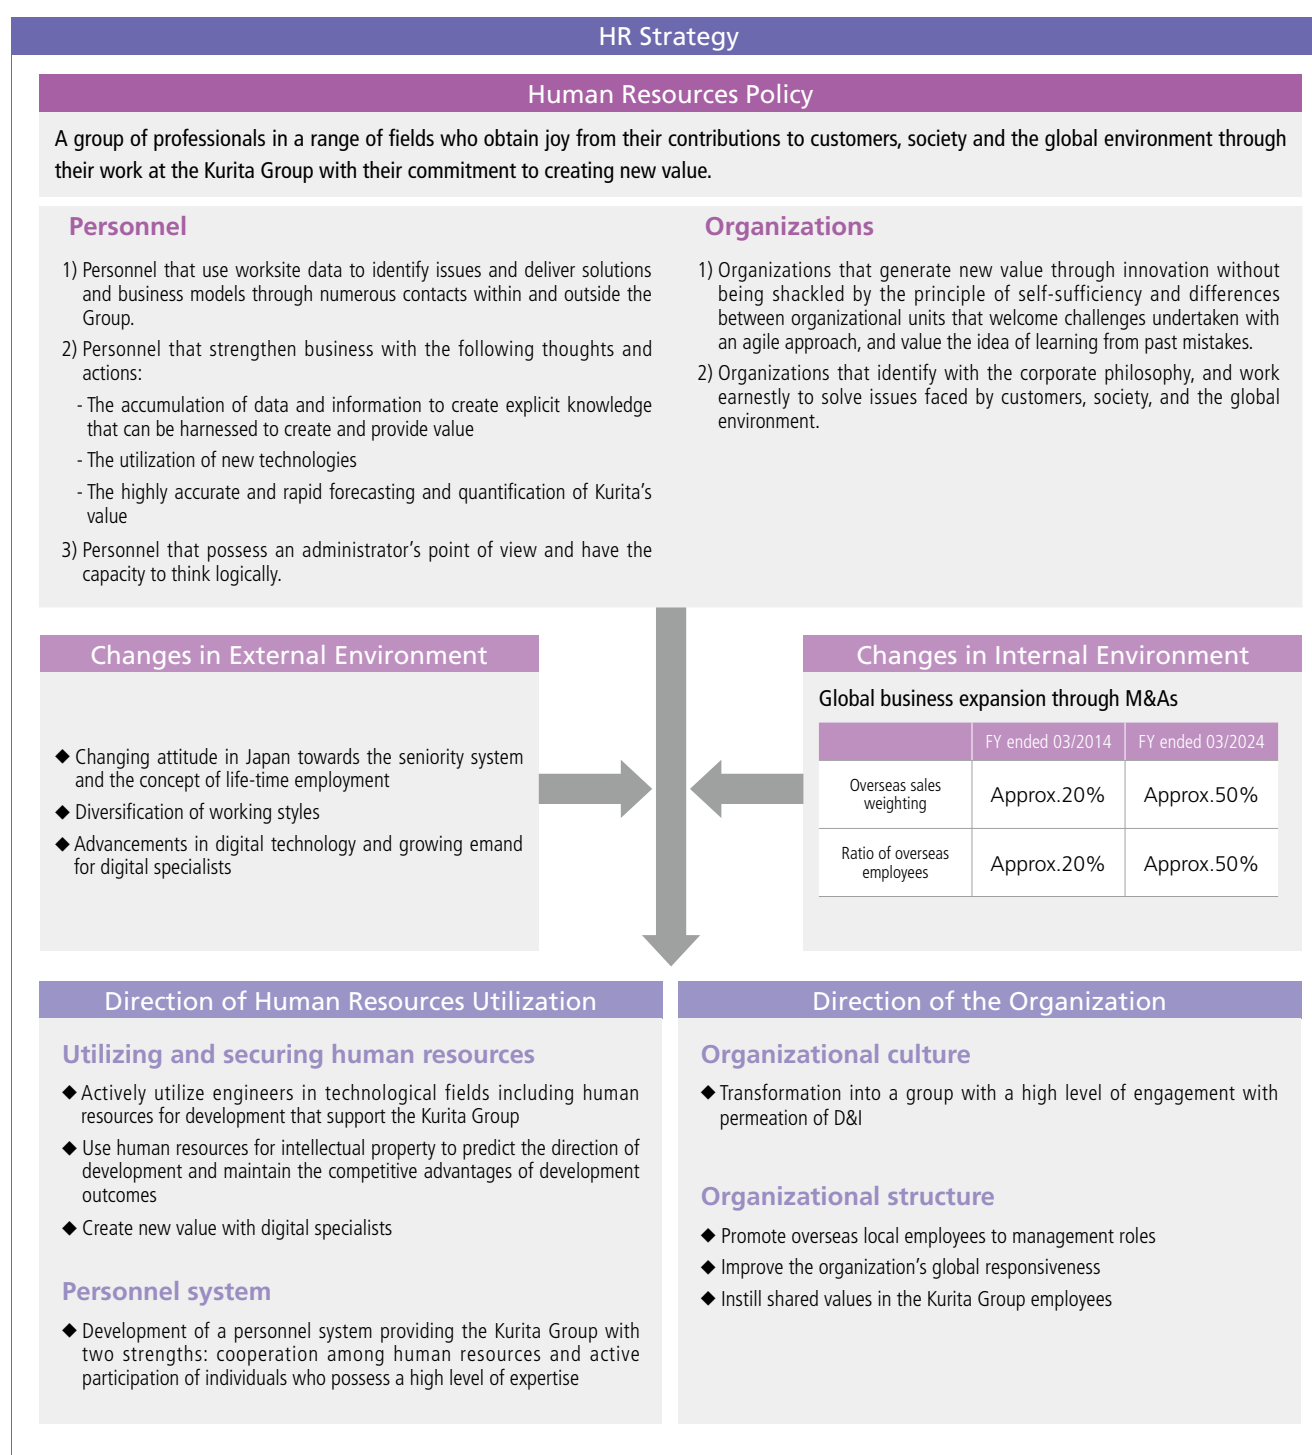 HR Strategy
Human Resources Policy
A group of professionals in a range of fields who obtain joy from their contributions to customers, society and the global environment through
their work at the Kurita Group with their commitment to creating new value.
Personnel
1) Personnel that use worksite data to identify issues and deliver solutions
and business models through numerous contacts within and outside the
Group.
2) Personnel that strengthen business with the following thoughts and
actions:
- The accumulation of data and information to create explicit knowledge
that can be harnessed to create and provide value
- The utilization of new technologies
- The highly accurate and rapid forecasting and quantification of Kurita's
value
3) Personnel that possess an administrator's point of view and have the
capacity to think logically.
Organizations
1) Organizations that generate new value through innovation without
being shackled by the principle of self-sufficiency and differences
between organizational units that welcome challenges undertaken with
an agile approach, and value the idea of learning from past mistakes.
2) Organizations that identify with the corporate philosophy, and work
earnestly to solve issues faced by customers, society, and the global
environment.
Changes in External Environment
◆ Changing attitude in Japan towards the seniority system
and the concept of life-time employment
◆ Diversification of working styles
◆ Advancements in digital technology and growing emand
for digital specialists
Changes in Internal Environment
Global business expansion through M&As
FY ended 03/2014 FY ended 03/2024
Overseas sales
weighting
Approx.20% Approx.50%
Ratio of overseas
employees
Approx.20% Approx.50%
Direction of Human Resources Utilization
Utilizing and securing human resources
◆ Actively utilize engineers in technological fields including human
resources for development that support the Kurita Group
◆ Use human resources for intellectual property to predict the direction of
development and maintain the competitive advantages of development
outcomes
◆ Create new value with digital specialists
Personnel system
◆ Development of a personnel system providing the Kurita Group with
two strengths: cooperation among human resources and active
participation of individuals who possess a high level of expertise
Direction of the Organization
Organizational culture
◆ Transformation into a group with a high level of engagement with
permeation of D&I
Organizational structure
◆ Promote overseas local employees to management roles
◆ Improve the organization's global responsiveness
◆ Instill shared values in the Kurita Group employees